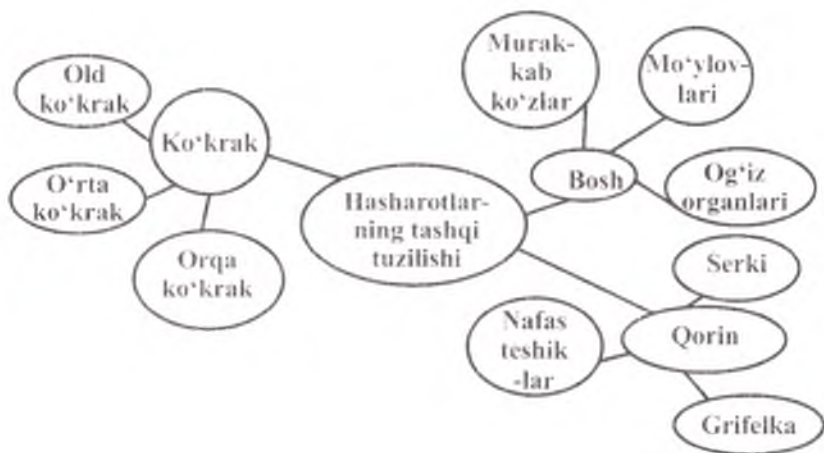 Old
ko‘krak
Ko‘krak
O‘rta
ko‘krak
Orqa
ko‘krak
Hasharotlar-
ning tashqi
tuzilishi
Murak-
kab
ko‘zlar
Mo‘ylov-
lari
Bosh
Og‘iz
organlari
Serki
Qorin
Nafas
teshik
-lar
Grifelka